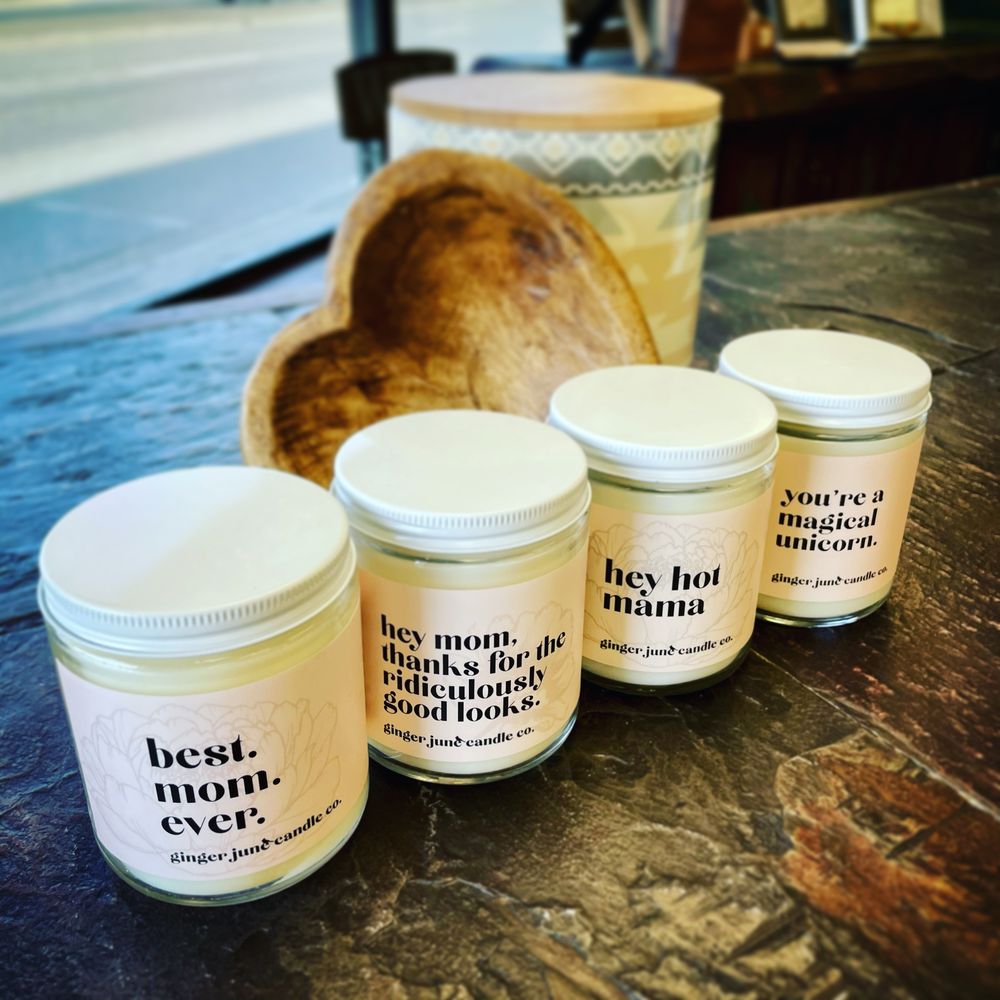 best.
mom.
ever.
ginger june candle co.
hey mom,
thanks for the
ridiculously
good looks.
ginger june candle co.
hey hot
mama
ginger june candle co.
you're a
magical
unicorn.
ginger june candle co.